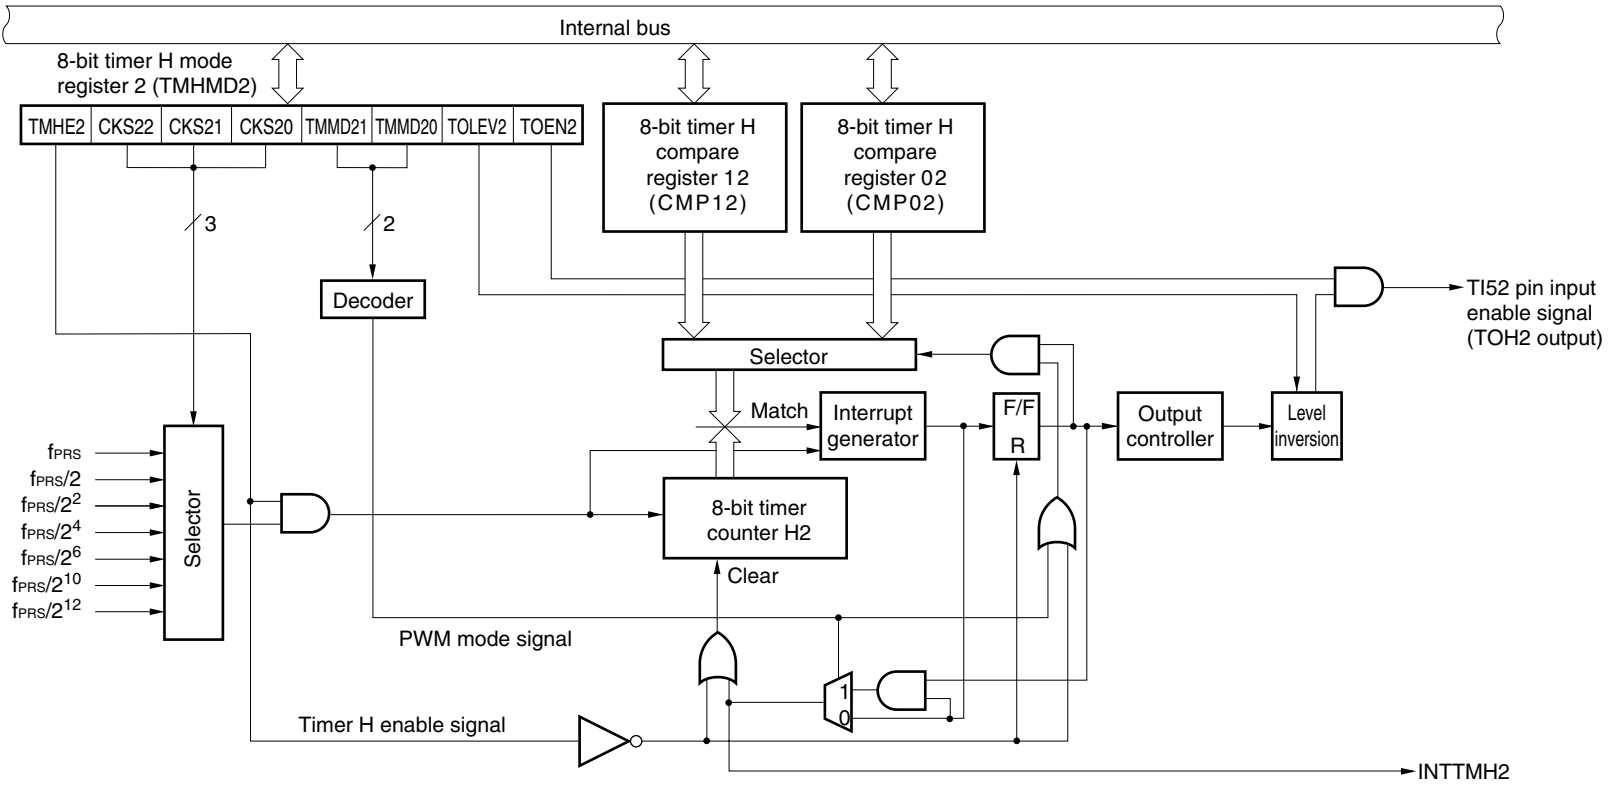 Internal bus
8-bit timer H mode
register 2 (TMHMD2)
TMHE2 CKS22 CKS21 CKS20 TMMD21 TMMD20 TOLEV2 TOEN2
8-bit timer H
compare
register 12
(CMP12)
8-bit timer H
compare
register 02
(CMP02)
3
2
Decoder
TI52 pin input
enable signal
(TOH2 output)
Selector
Match
Interrupt
generator
F/F
R
Output
controller
Level
inversion
fPRS
fPRS/2
fPRS/2²
fPRS/2⁴
fPRS/2⁶
fPRS/2¹⁰
fPRS/2¹²
Selector
8-bit timer
counter H2
Clear
PWM mode signal
1
0
Timer H enable signal
INTTMH2